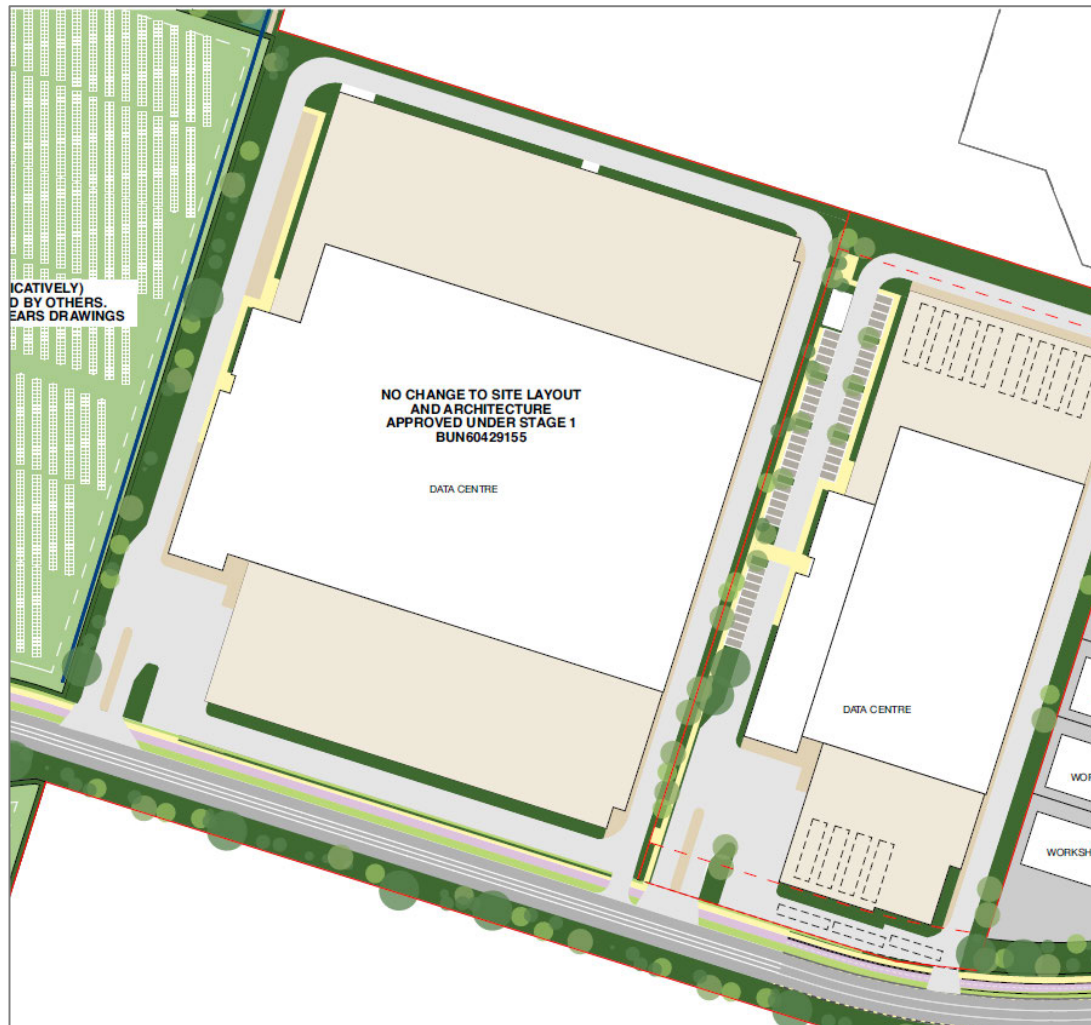 ICATIVELY)
D BY OTHERS.
EARS DRAWINGS
NO CHANGE TO SITE LAYOUT
AND ARCHITECTURE
APPROVED UNDER STAGE 1
BUN60429155
DATA CENTRE
DATA CENTRE
WOR
WORKSH